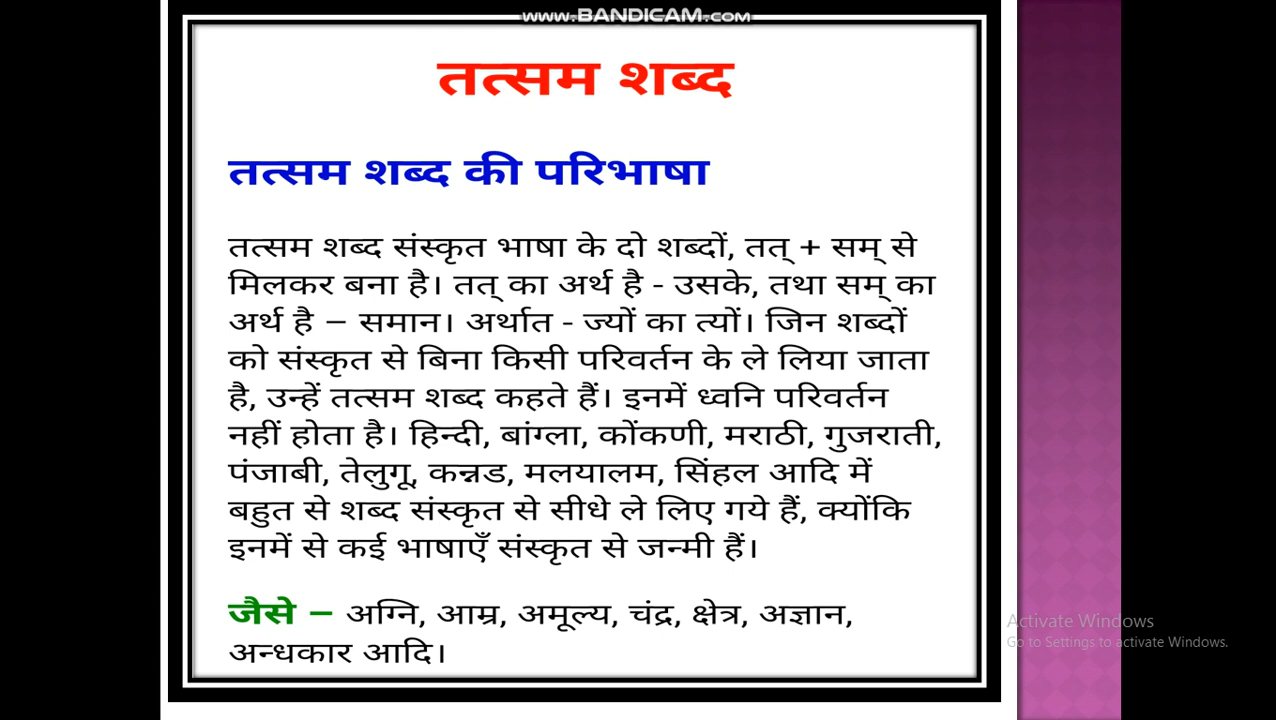 www.BANDICAM.com
तत्सम शब्द
तत्सम शब्द की परिभाषा
तत्सम शब्द संस्कृत भाषा के दो शब्दों, तत् + सम् से
मिलकर बना है। तत् का अर्थ है - उसके, तथा सम् का
अर्थ है – समान। अर्थात - ज्यों का त्यों। जिन शब्दों
को संस्कृत से बिना किसी परिवर्तन के ले लिया जाता
है, उन्हें तत्सम शब्द कहते हैं। इनमें ध्वनि परिवर्तन
नहीं होता है। हिन्दी, बांग्ला, कोंकणी, मराठी, गुजराती,
पंजाबी, तेलुगू, कन्नड, मलयालम, सिंहल आदि में
बहुत से शब्द संस्कृत से सीधे ले लिए गये हैं, क्योंकि
इनमें से कई भाषाएँ संस्कृत से जन्मी हैं।
जैसे – अग्नि, आम्र, अमूल्य, चंद्र, क्षेत्र, अज्ञान,
अन्धकार आदि।
Activate Windows
Go to Settings to activate Windows.